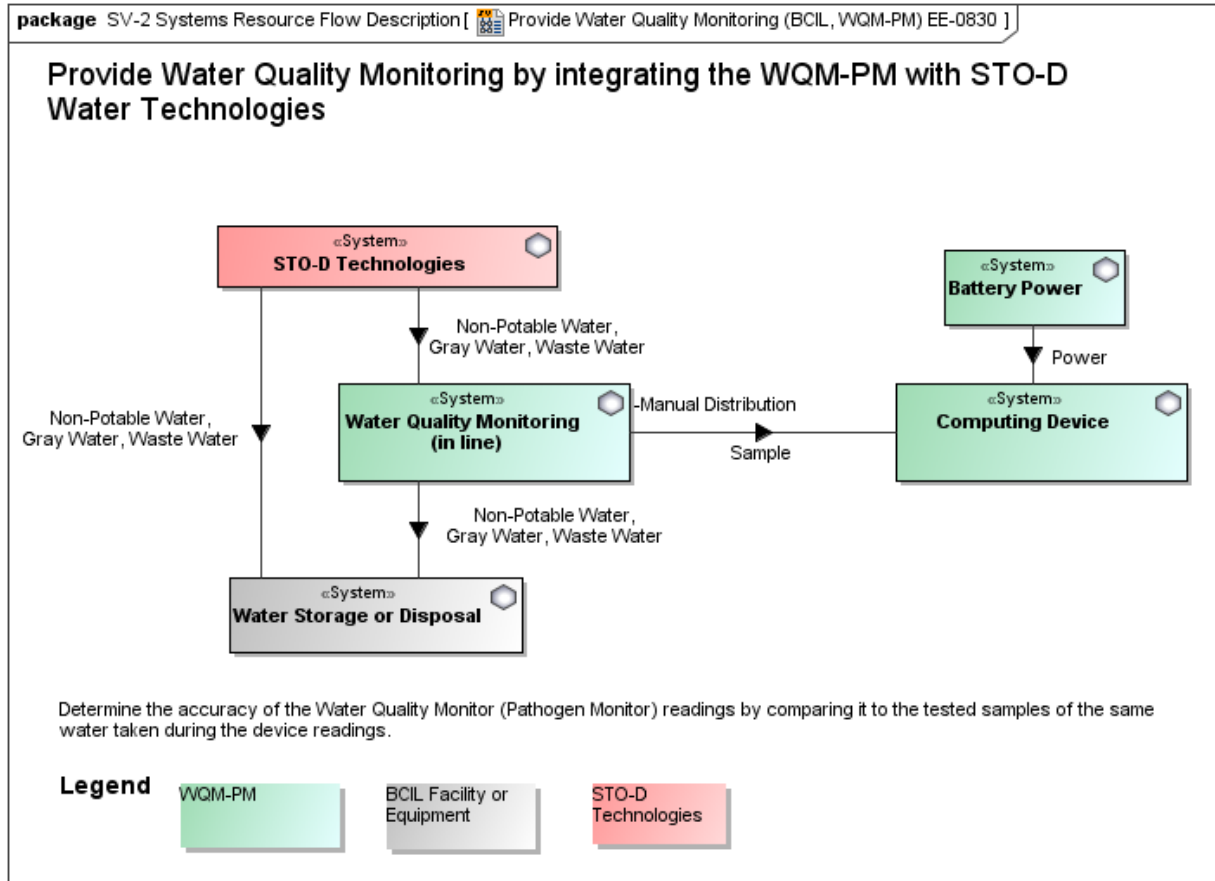 package SV-2 Systems Resource Flow Description [ Provide Water Quality Monitoring (BCIL, WQM-PM) EE-0830 ]
Provide Water Quality Monitoring by integrating the WQM-PM with STO-D
Water Technologies
«System»
STO-D Technologies
«System»
Battery Power
Non-Potable Water,
Gray Water, Waste Water
Power
Non-Potable Water,
Gray Water, Waste Water
«System»
Water Quality Monitoring
(in line)
-Manual Distribution
Sample
«System»
Computing Device
Non-Potable Water,
Gray Water, Waste Water
«System»
Water Storage or Disposal
Determine the accuracy of the Water Quality Monitor (Pathogen Monitor) readings by comparing it to the tested samples of the same
water taken during the device readings.
Legend
WQM-PM
BCIL Facility or
Equipment
STO-D
Technologies